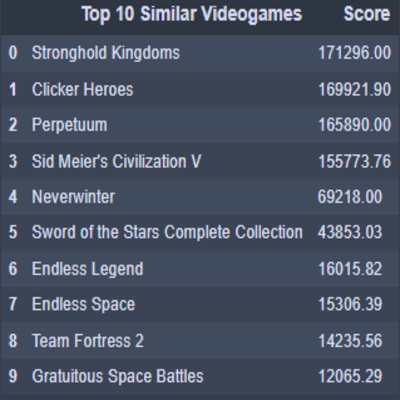 Top 10 Similar Videogames Score
0 Stronghold Kingdoms 171296.00
1 Clicker Heroes 169921.90
2 Perpetuum 165890.00
3 Sid Meier's Civilization V 155773.76
4 Neverwinter 69218.00
5 Sword of the Stars Complete Collection 43853.03
6 Endless Legend 16015.82
7 Endless Space 15306.39
8 Team Fortress 2 14235.56
9 Gratuitous Space Battles 12065.29